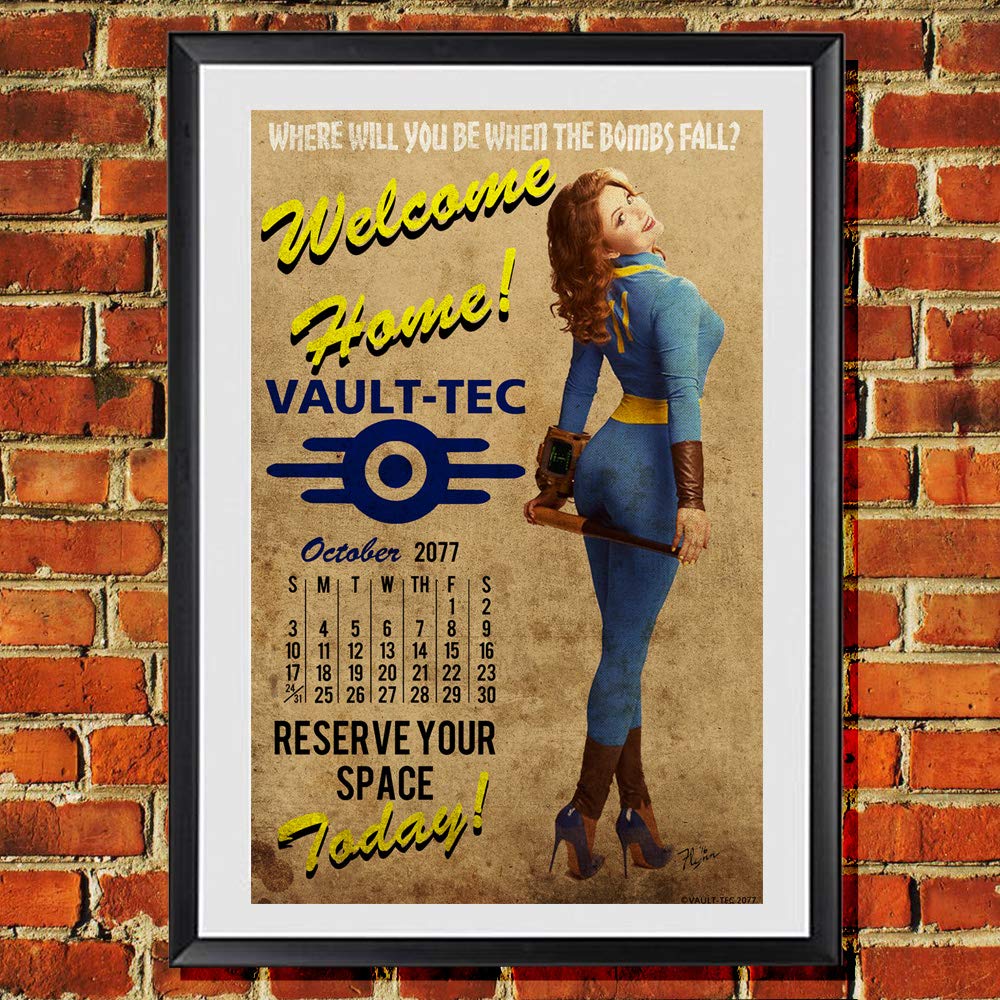 WHERE WILL YOU BE WHEN THE BOMBS FALL?
Welcome
Home!
VAULT-TEC
October 2077
S M T W TH F S
1 2
3 4 5 6 7 8 9
10 11 12 13 14 15 16
17 18 19 20 21 22 23
24/31 25 26 27 28 29 30
RESERVE YOUR
SPACE
Today!
Flynn '16
©VAULT-TEC 2077